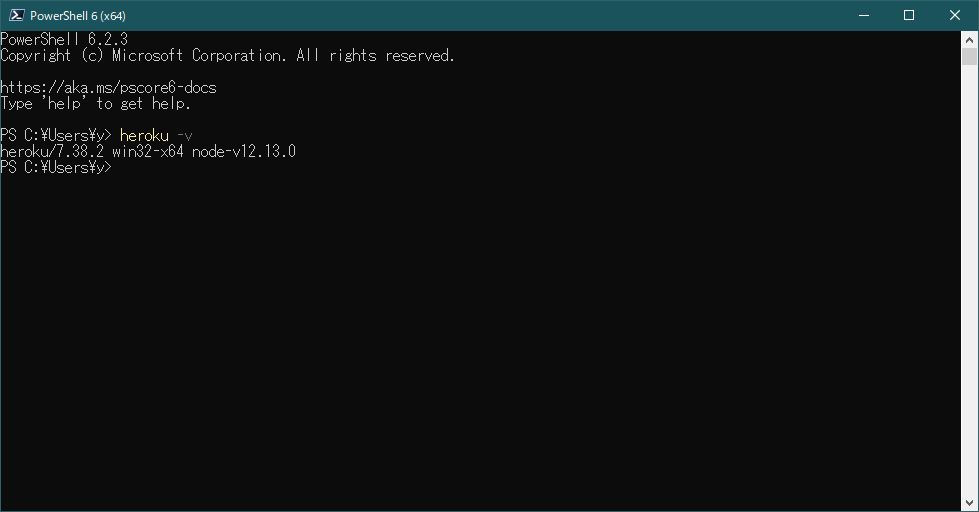 PowerShell 6 (x64)
PowerShell 6.2.3
Copyright (c) Microsoft Corporation. All rights reserved.
https://aka.ms/pscore6-docs
Type 'help' to get help.
PS C:¥Users¥y> heroku -v
heroku/7.38.2 win32-x64 node-v12.13.0
PS C:¥Users¥y>